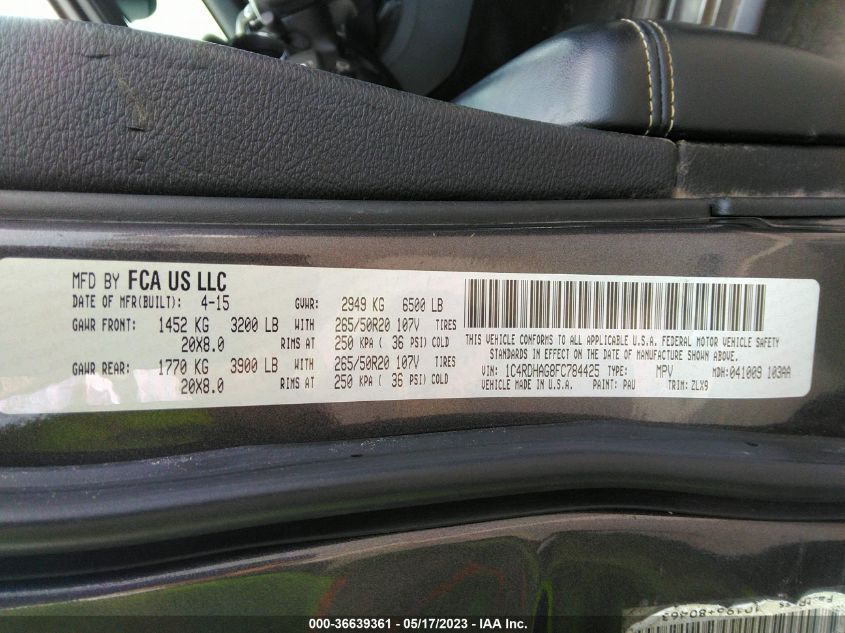 MFD BY FCA US LLC
DATE OF MFR(BUILT): 4-15 GVWR: 2949 KG 6500 LB
GAWR FRONT: 1452 KG 3200 LB WITH 265/50R20 107V TIRES
20X8.0 RIMS AT 250 KPA ( 36 PSI) COLD
GAWR REAR: 1770 KG 3900 LB WITH 265/50R20 107V TIRES
20X8.0 RIMS AT 250 KPA ( 36 PSI) COLD
THIS VEHICLE CONFORMS TO ALL APPLICABLE U.S.A. FEDERAL MOTOR VEHICLE SAFETY
STANDARDS IN EFFECT ON THE DATE OF MANUFACTURE SHOWN ABOVE.
VIN: 1C4RDHAG8FC784425 TYPE: MPV MDH: 041009 103AA
VEHICLE MADE IN U.S.A. PAINT: PAU TRIM: ZLX9
000-36639361 - 05/17/2023 - IAA Inc.